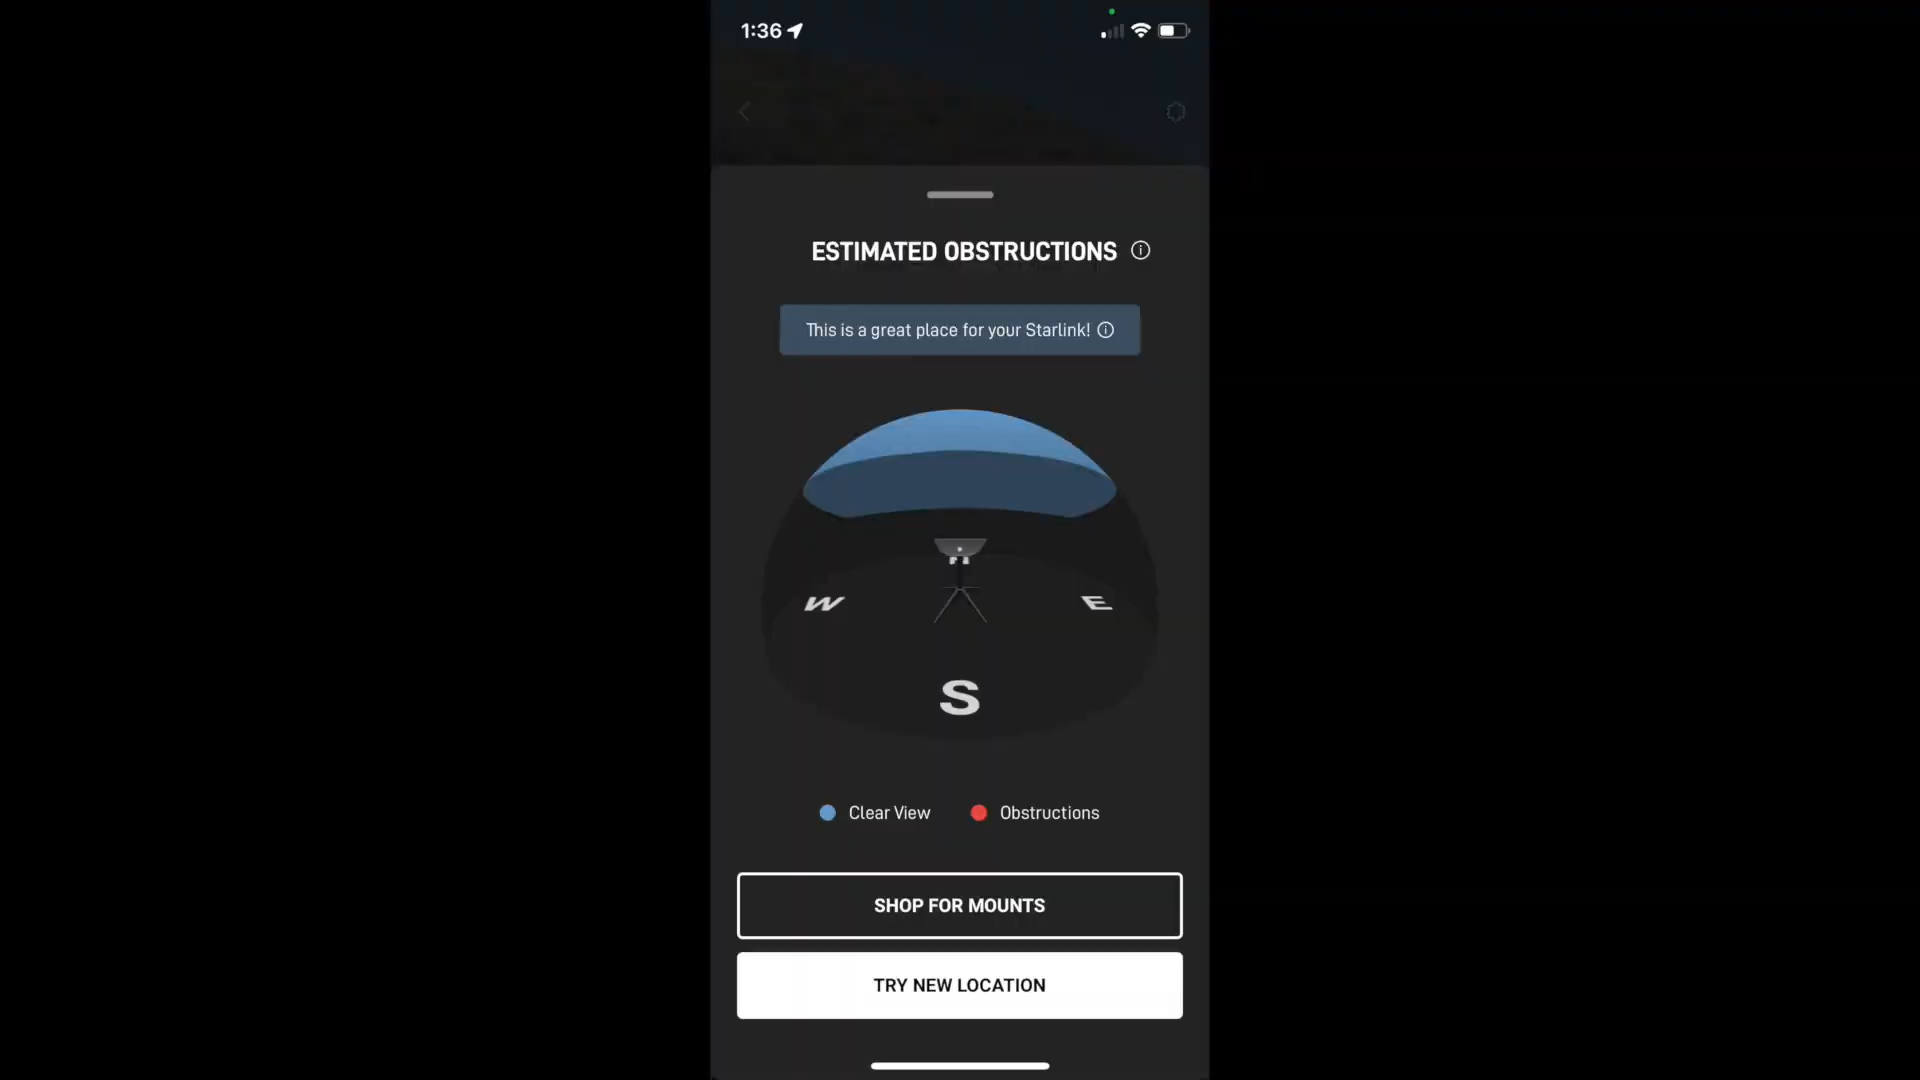 1:36
ESTIMATED OBSTRUCTIONS
This is a great place for your Starlink!
W
E
S
Clear View
Obstructions
SHOP FOR MOUNTS
TRY NEW LOCATION